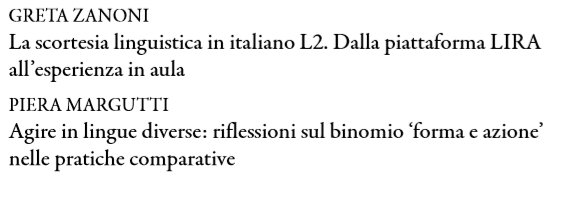 GRETA ZANONI
La scortesia linguistica in italiano L2. Dalla piattaforma LIRA
all’esperienza in aula
PIERA MARGUTTI
Agire in lingue diverse: riflessioni sul binomio ‘forma e azione’
nelle pratiche comparative